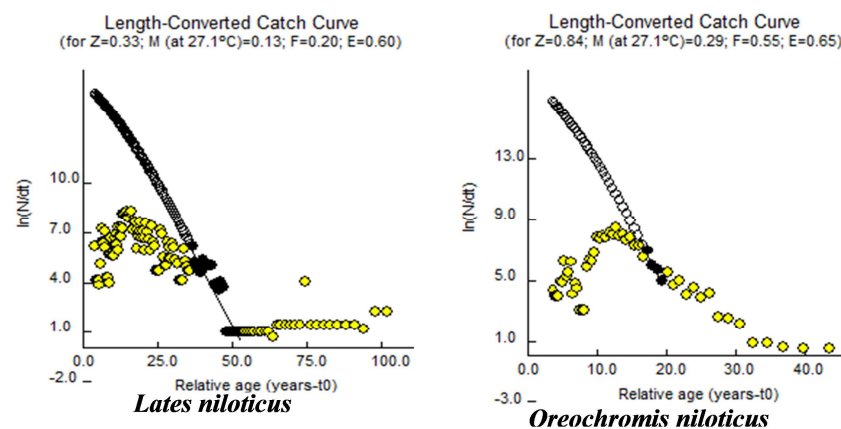 Length-Converted Catch Curve
(for Z=0.33; M (at 27.1ºC)=0.13; F=0.20; E=0.60)
ln(N/dt)
10.0
7.0
4.0
1.0
-2.0
0.0 25.0 50.0 75.0 100.0
Relative age (years-t0)
Lates niloticus
Length-Converted Catch Curve
(for Z=0.84; M (at 27.1ºC)=0.29; F=0.55; E=0.65)
ln(N/dt)
13.0
9.0
5.0
1.0
-3.0
0.0 10.0 20.0 30.0 40.0
Relative age (years-t0)
Oreochromis niloticus